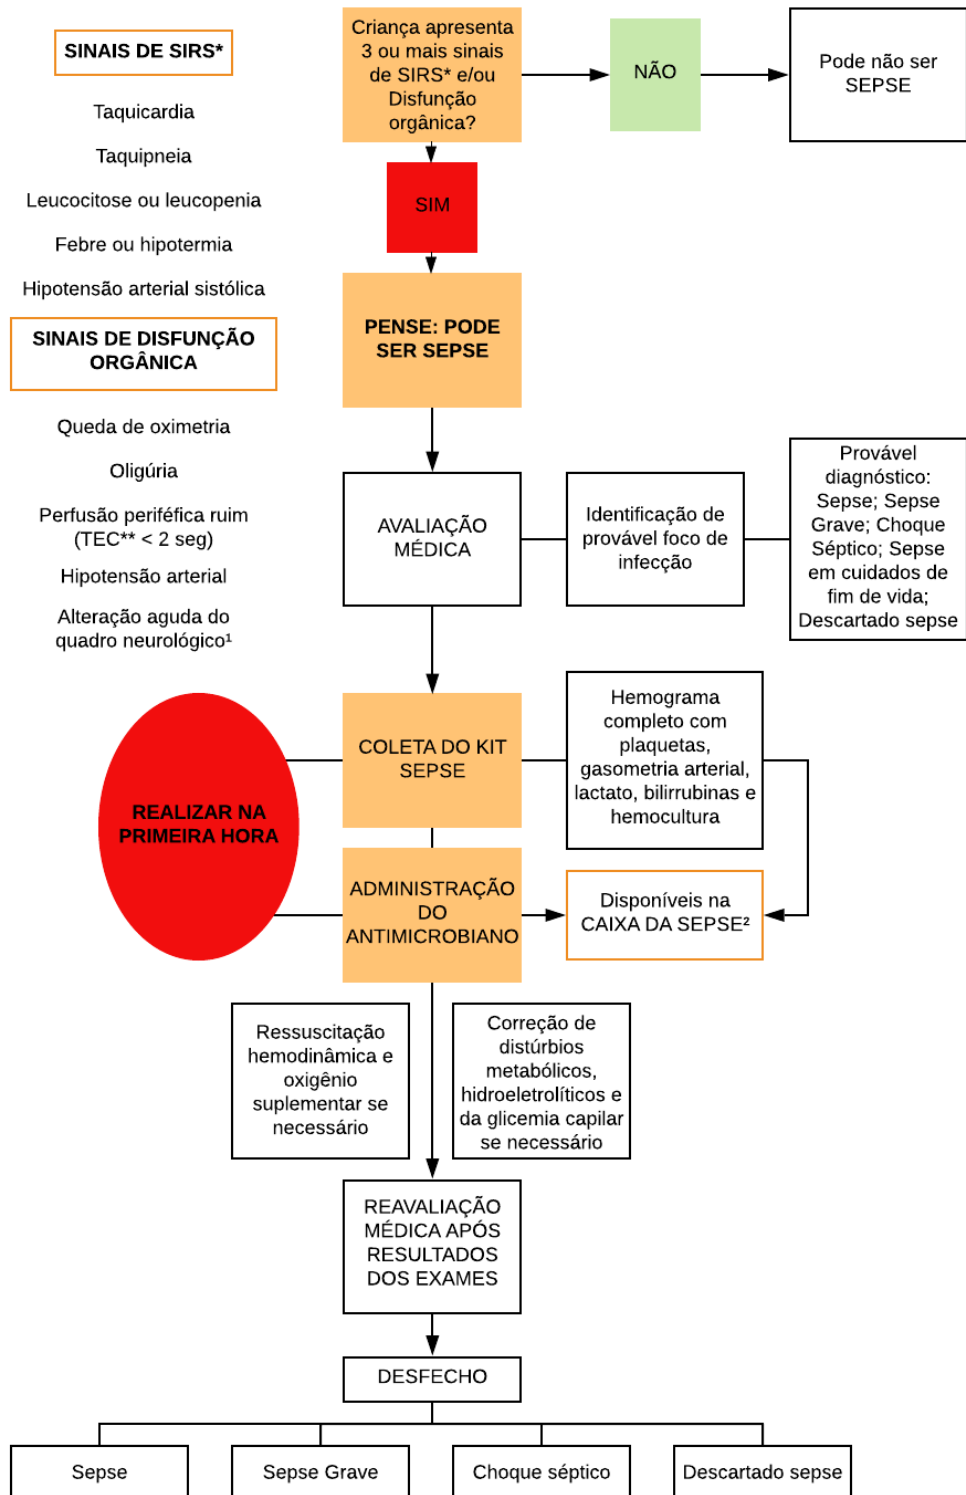 SINAIS DE SIRS*
Taquicardia
Taquipneia
Leucocitose ou leucopenia
Febre ou hipotermia
Hipotensão arterial sistólica
SINAIS DE DISFUNÇÃO
ORGÂNICA
Queda de oximetria
Oligúria
Perfusão periféfica ruim
(TEC** < 2 seg)
Hipotensão arterial
Alteração aguda do
quadro neurológico¹
Criança apresenta
3 ou mais sinais
de SIRS* e/ou
Disfunção
orgânica?
NÃO
Pode não ser
SEPSE
SIM
PENSE: PODE
SER SEPSE
AVALIAÇÃO
MÉDICA
Identificação de
provável foco de
infecção
Provável
diagnóstico:
Sepse; Sepse
Grave; Choque
Séptico; Sepse
em cuidados de
fim de vida;
Descartado sepse
REALIZAR NA
PRIMEIRA HORA
COLETA DO KIT
SEPSE
Hemograma
completo com
plaquetas,
gasometria arterial,
lactato, bilirrubinas e
hemocultura
ADMINISTRAÇÃO
DO
ANTIMICROBIANO
Disponíveis na
CAIXA DA SEPSE²
Ressuscitação
hemodinâmica e
oxigênio
suplementar se
necessário
Correção de
distúrbios
metabólicos,
hidroeletrolíticos e
da glicemia capilar
se necessário
REAVALIAÇÃO
MÉDICA APÓS
RESULTADOS
DOS EXAMES
DESFECHO
Sepse
Sepse Grave
Choque séptico
Descartado sepse